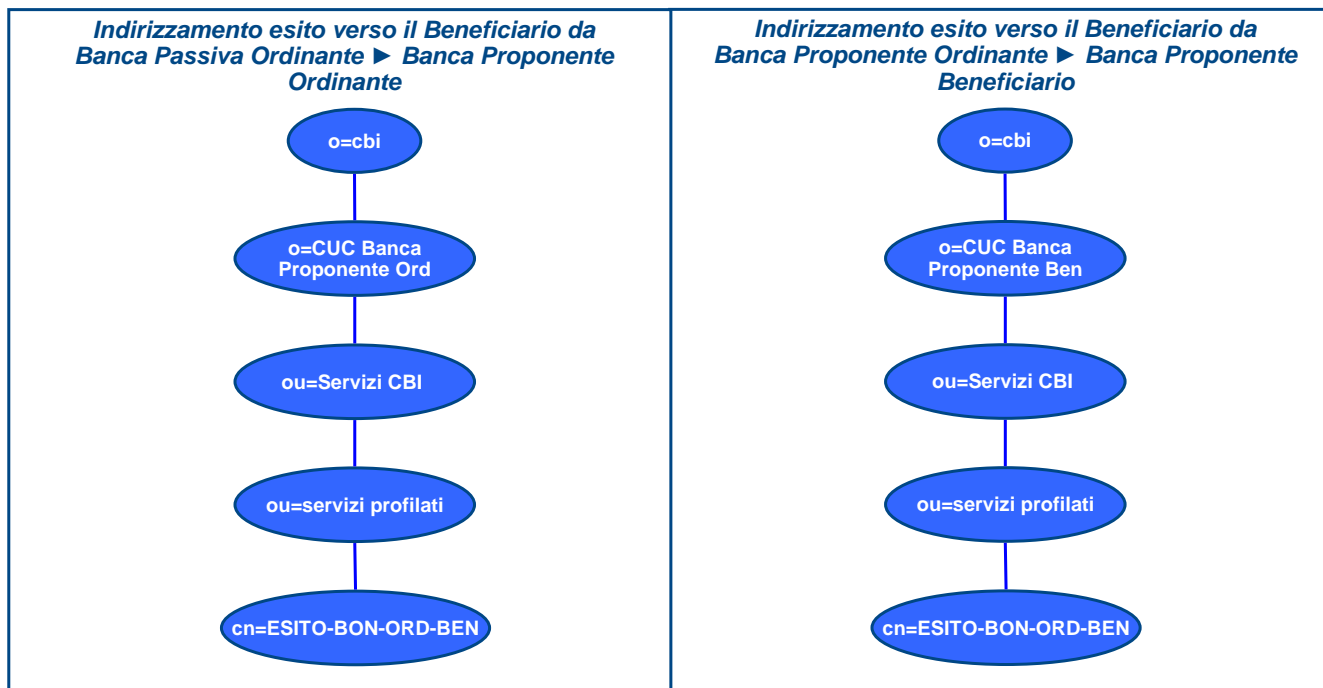 Indirizzamento esito verso il Beneficiario da
Banca Passiva Ordinante ► Banca Proponente
Ordinante
o=cbi
o=CUC Banca
Proponente Ord
ou=Servizi CBI
ou=servizi profilati
cn=ESITO-BON-ORD-BEN
Indirizzamento esito verso il Beneficiario da
Banca Proponente Ordinante ► Banca Proponente
Beneficiario
o=cbi
o=CUC Banca
Proponente Ben
ou=Servizi CBI
ou=servizi profilati
cn=ESITO-BON-ORD-BEN